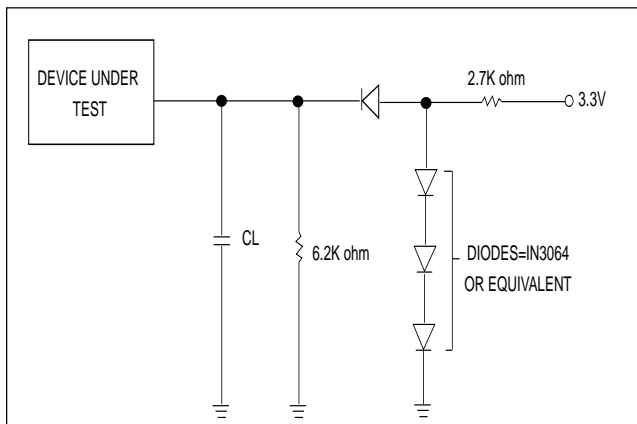 DEVICE UNDER
TEST
2.7K ohm
3.3V
CL
6.2K ohm
DIODES=IN3064
OR EQUIVALENT